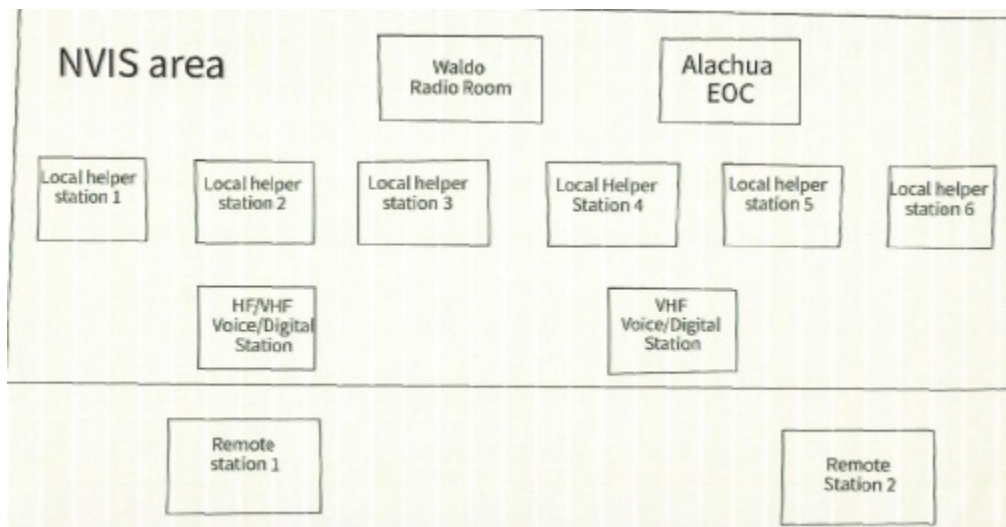 NVIS area
Waldo
Radio Room
Alachua
EOC
Local helper
station 1
Local helper
station 2
Local helper
station 3
Local Helper
Station 4
Local helper
station 5
Local helper
station 6
HF/VHF
Voice/Digital
Station
VHF
Voice/Digital
Station
Remote
station 1
Remote
Station 2